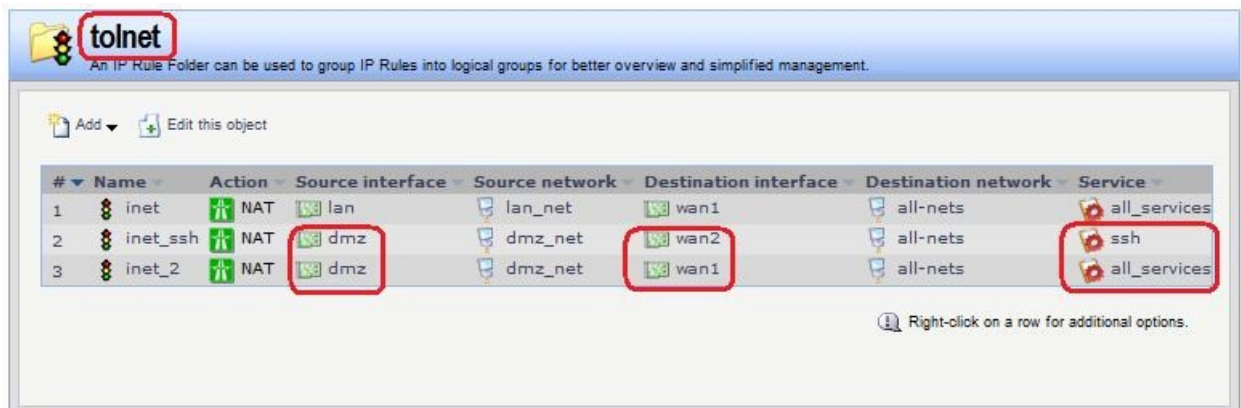 tolnet
An IP Rule Folder can be used to group IP Rules into logical groups for better overview and simplified management.
Add Edit this object
# Name Action Source interface Source network Destination interface Destination network Service
1 inet NAT lan lan_net wan1 all-nets all_services
2 inet_ssh NAT dmz dmz_net wan2 all-nets ssh
3 inet_2 NAT dmz dmz_net wan1 all-nets all_services
Right-click on a row for additional options.